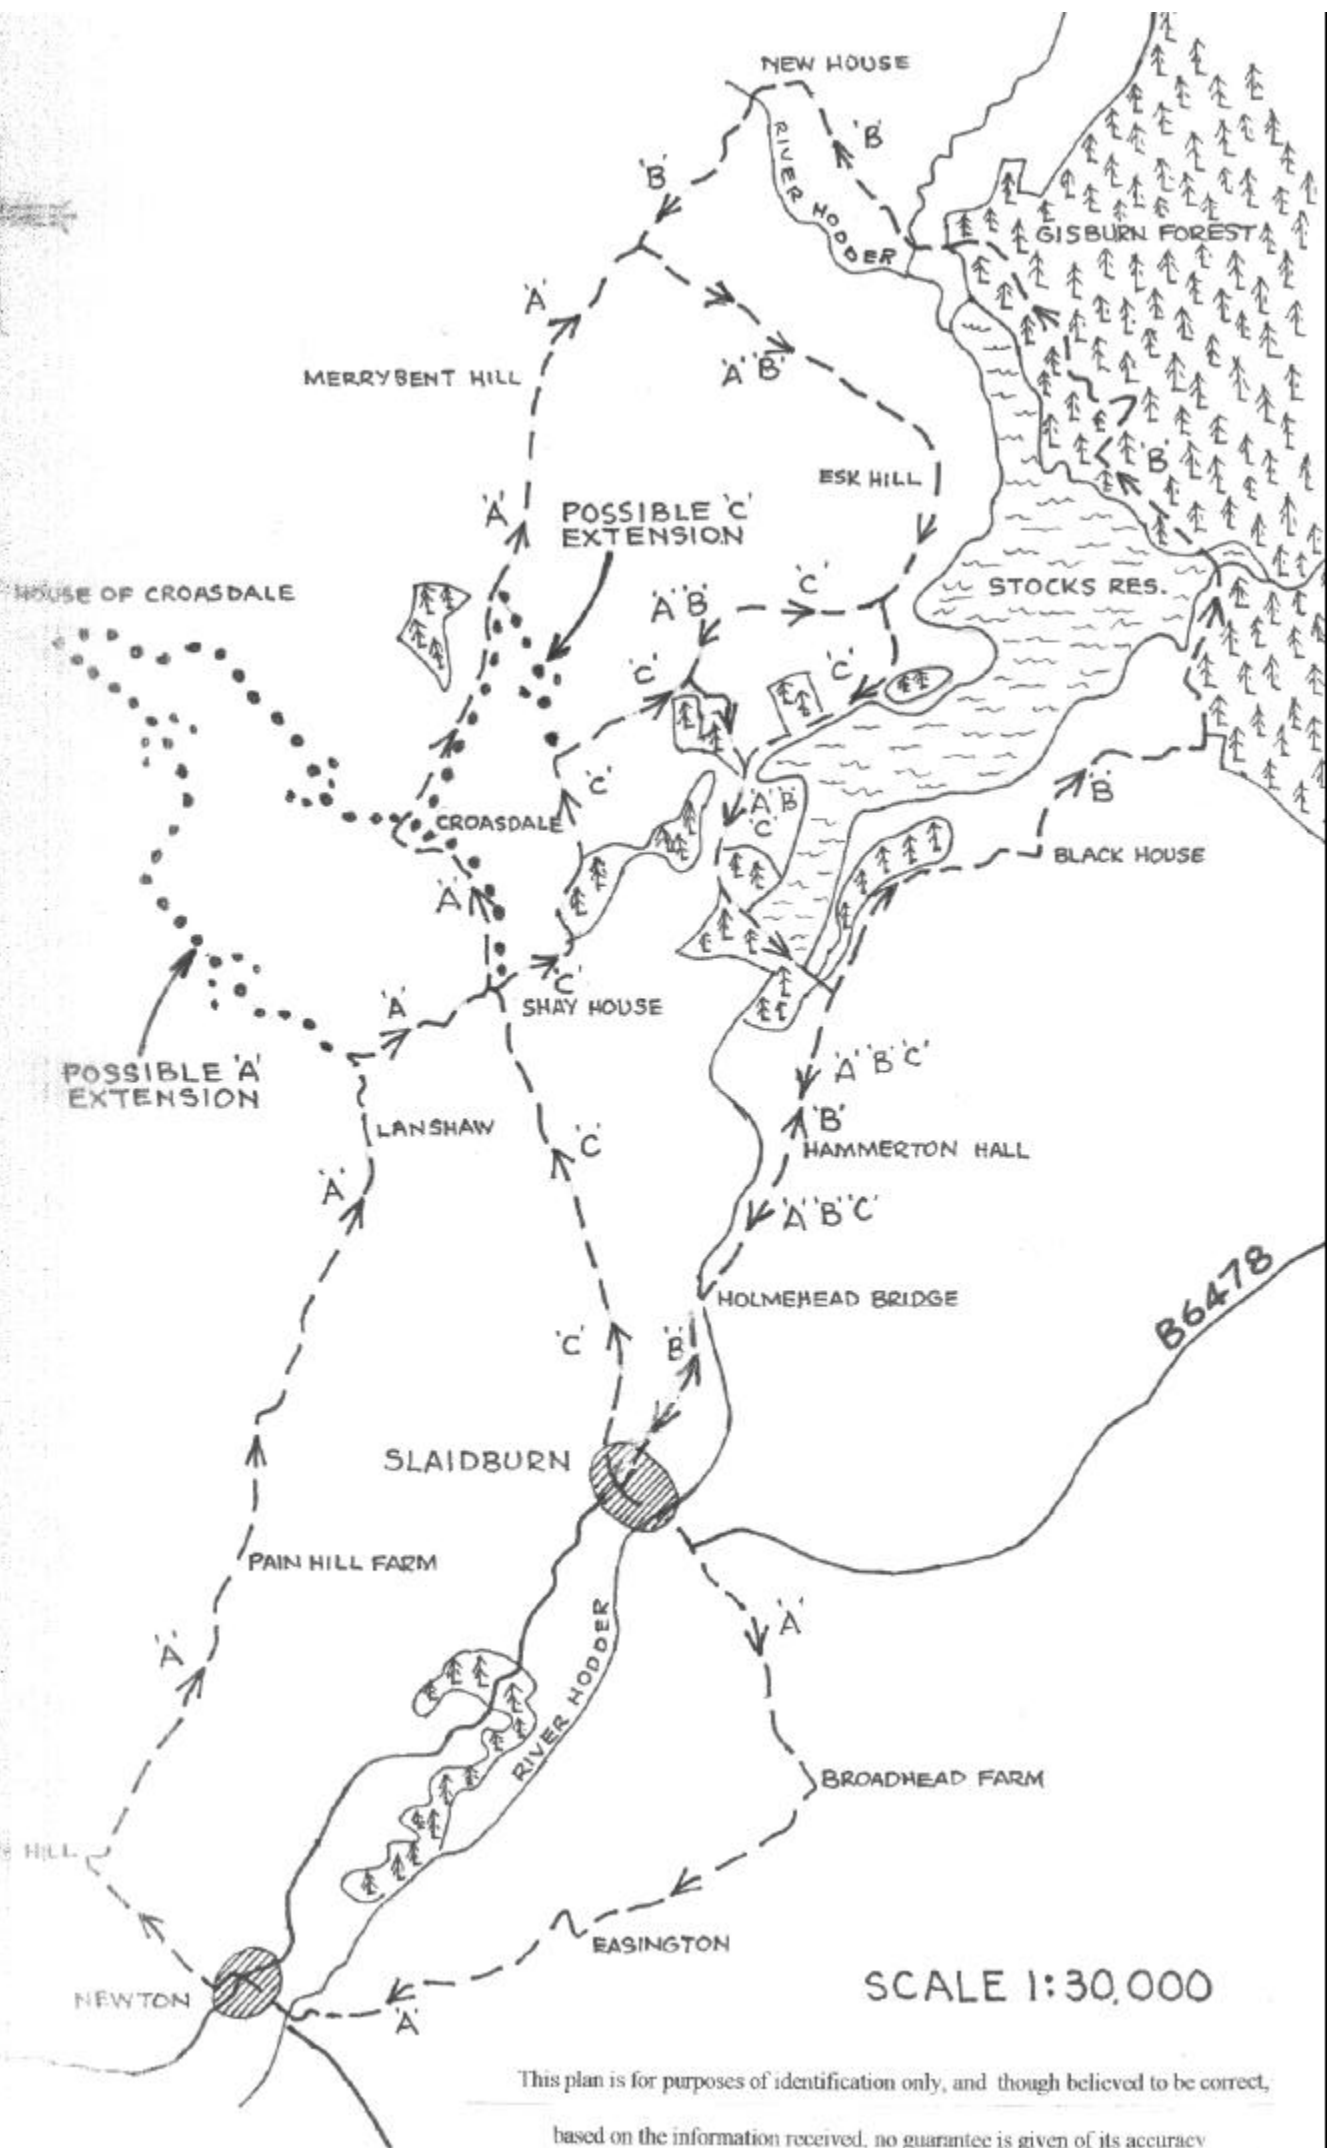 NEW HOUSE
'B'
RIVER HODDER
'B'
GISBURN FOREST
'A'
MERRYBENT HILL
'A' 'B'
'B'
ESK HILL
'A'
POSSIBLE 'C'
EXTENSION
HOUSE OF CROASDALE
'A' 'B'
'C'
STOCKS RES.
'C'
'C'
'C'
'A' 'B'
'C'
'B'
CROASDALE
BLACK HOUSE
'A'
'C'
'A'
SHAY HOUSE
POSSIBLE 'A'
EXTENSION
'A' 'B' 'C'
'B'
LANSHAW
'C'
HAMMERTON HALL
'A'
'A' 'B' 'C'
HOLMEHEAD BRIDGE
B6478
'C'
'B'
SLAIDBURN
PAIN HILL FARM
'A'
'A'
RIVER HODDER
BROADHEAD FARM
HILL
EASINGTON
SCALE 1:30,000
NEWTON
'A'
This plan is for purposes of identification only, and though believed to be correct,
based on the information received, no guarantee is given of its accuracy